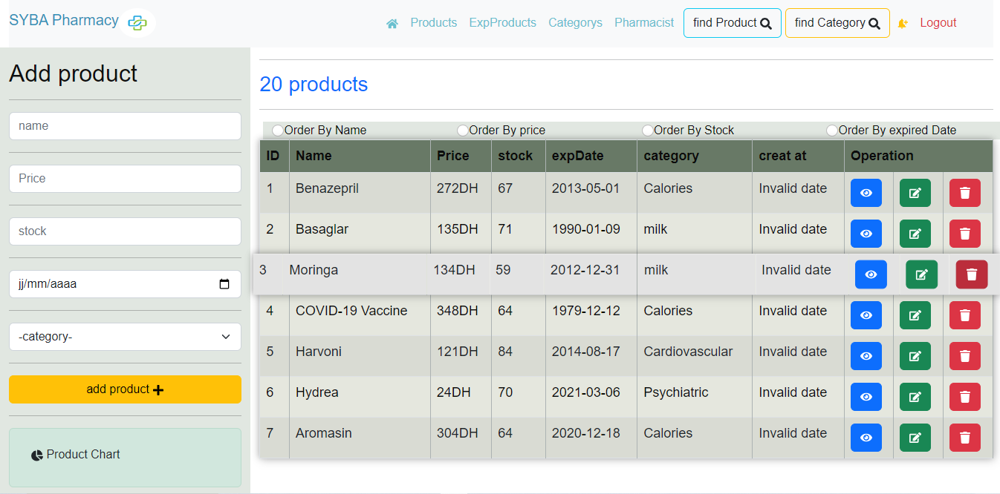 SYBA Pharmacy
Products ExpProducts Categorys Pharmacist find Product find Category Logout
Add product
name
Price
stock
jj/mm/aaaa
-category-
add product
Product Chart
20 products
Order By Name Order By price Order By Stock Order By expired Date
ID Name Price stock expDate category creat at Operation
1 Benazepril 272DH 67 2013-05-01 Calories Invalid date
2 Basaglar 135DH 71 1990-01-09 milk Invalid date
3 Moringa 134DH 59 2012-12-31 milk Invalid date
4 COVID-19 Vaccine 348DH 64 1979-12-12 Calories Invalid date
5 Harvoni 121DH 84 2014-08-17 Cardiovascular Invalid date
6 Hydrea 24DH 70 2021-03-06 Psychiatric Invalid date
7 Aromasin 304DH 64 2020-12-18 Calories Invalid date